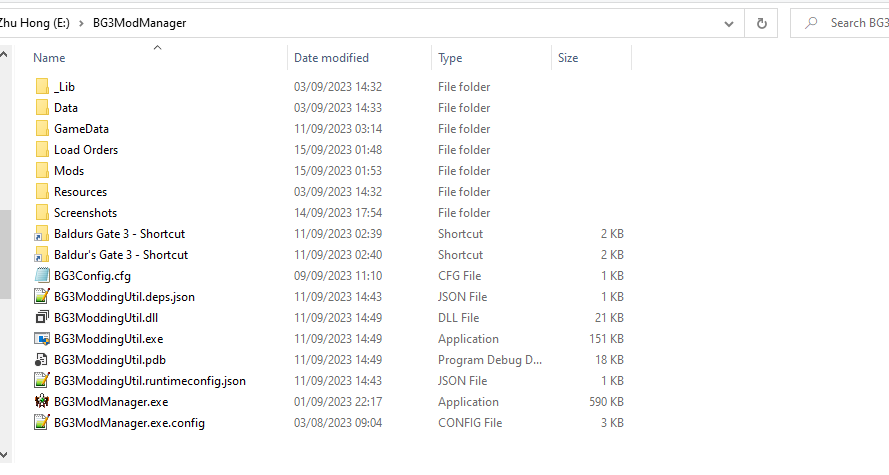 Zhu Hong (E:) > BG3ModManager Search BG3
Name Date modified Type Size
_Lib 03/09/2023 14:32 File folder
Data 03/09/2023 14:33 File folder
GameData 11/09/2023 03:14 File folder
Load Orders 15/09/2023 01:48 File folder
Mods 15/09/2023 01:53 File folder
Resources 03/09/2023 14:32 File folder
Screenshots 14/09/2023 17:54 File folder
Baldurs Gate 3 - Shortcut 11/09/2023 02:39 Shortcut 2 KB
Baldur's Gate 3 - Shortcut 11/09/2023 02:40 Shortcut 2 KB
BG3Config.cfg 09/09/2023 11:10 CFG File 1 KB
BG3ModdingUtil.deps.json 11/09/2023 14:43 JSON File 1 KB
BG3ModdingUtil.dll 11/09/2023 14:49 DLL File 21 KB
BG3ModdingUtil.exe 11/09/2023 14:49 Application 151 KB
BG3ModdingUtil.pdb 11/09/2023 14:49 Program Debug D... 18 KB
BG3ModdingUtil.runtimeconfig.json 11/09/2023 14:43 JSON File 1 KB
BG3ModManager.exe 01/09/2023 22:17 Application 590 KB
BG3ModManager.exe.config 03/08/2023 09:04 CONFIG File 3 KB